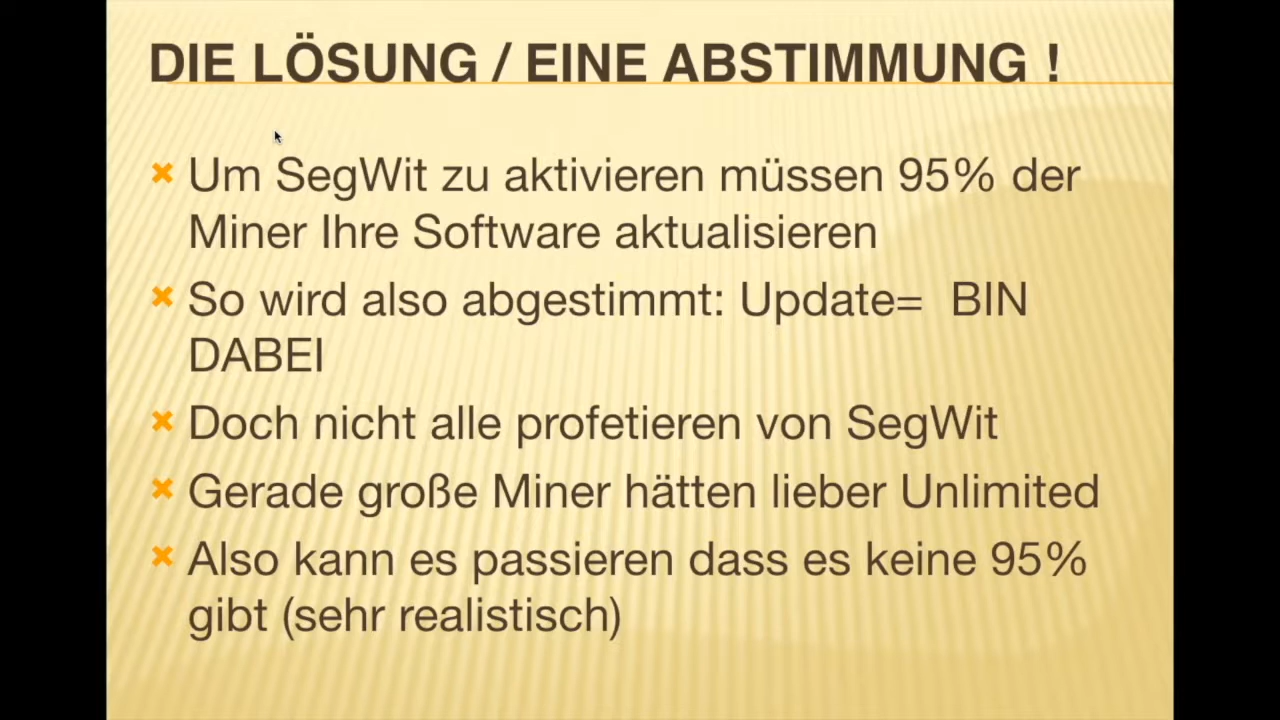 DIE LÖSUNG / EINE ABSTIMMUNG !
Um SegWit zu aktivieren müssen 95% der
Miner Ihre Software aktualisieren
So wird also abgestimmt: Update=  BIN
DABEI
Doch nicht alle profetieren von SegWit
Gerade große Miner hätten lieber Unlimited
Also kann es passieren dass es keine 95%
gibt (sehr realistisch)